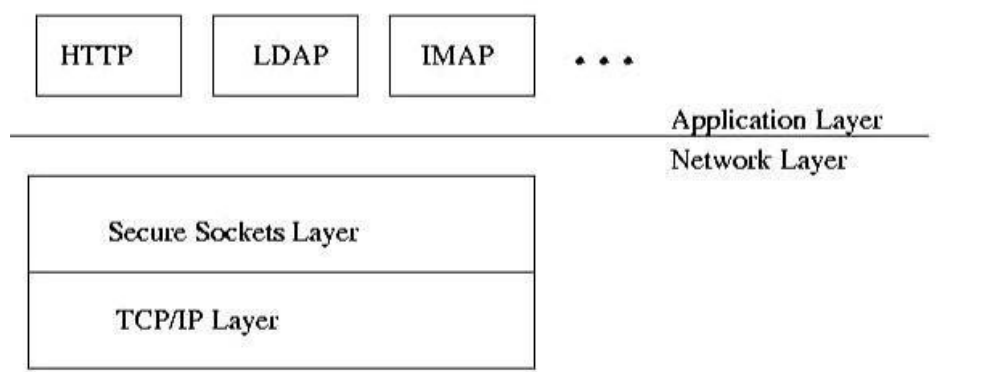 HTTP LDAP IMAP ...
Application Layer
Network Layer
Secure Sockets Layer
TCP/IP Layer